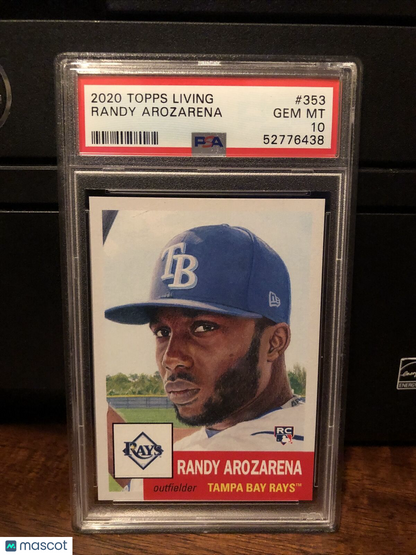 2020 TOPPS LIVING #353
RANDY AROZARENA GEM MT
10
PSA 52776438
TB
RC
RAYS
RANDY AROZARENA
outfielder TAMPA BAY RAYS™
ENERGY
mascot